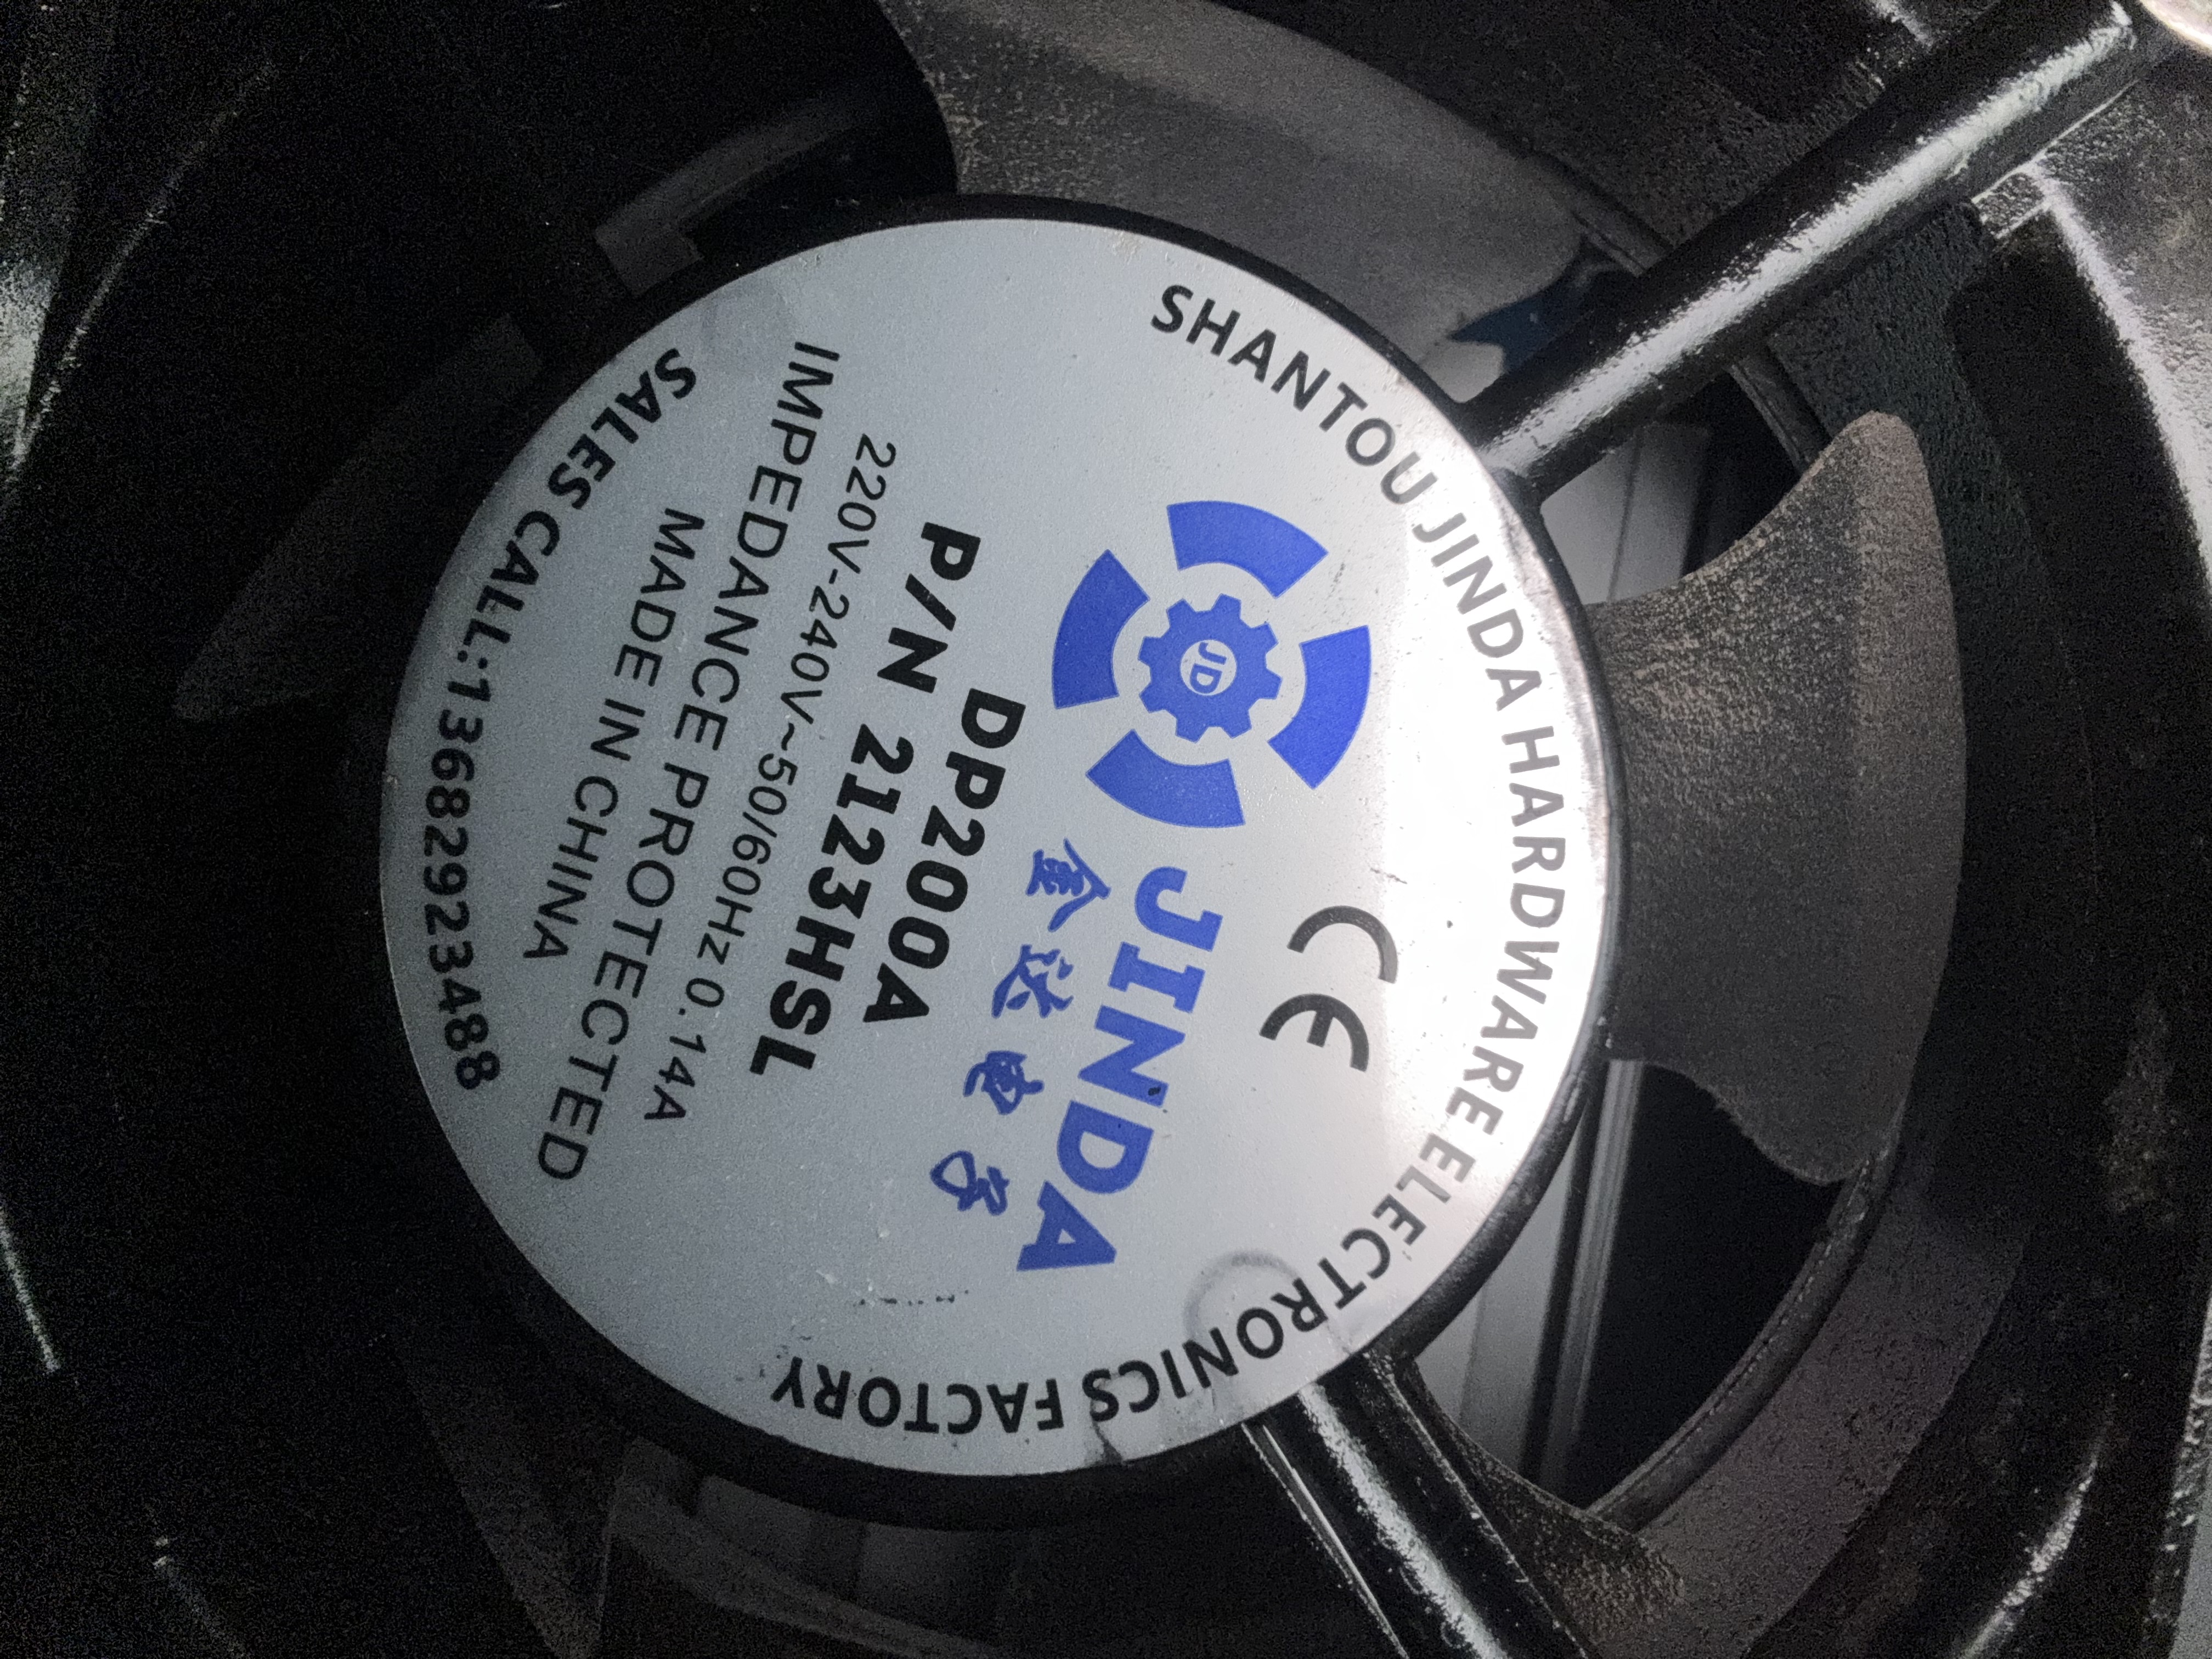 SHANTOU JINDA HARDWARE ELECTRONICS FACTORY
CE
JD
JINDA
金达电子
DP200A
P/N 2123HSL
220V-240V~50/60Hz 0.14A
IMPEDANCE PROTECTED
MADE IN CHINA
SALES CALL:13682923488